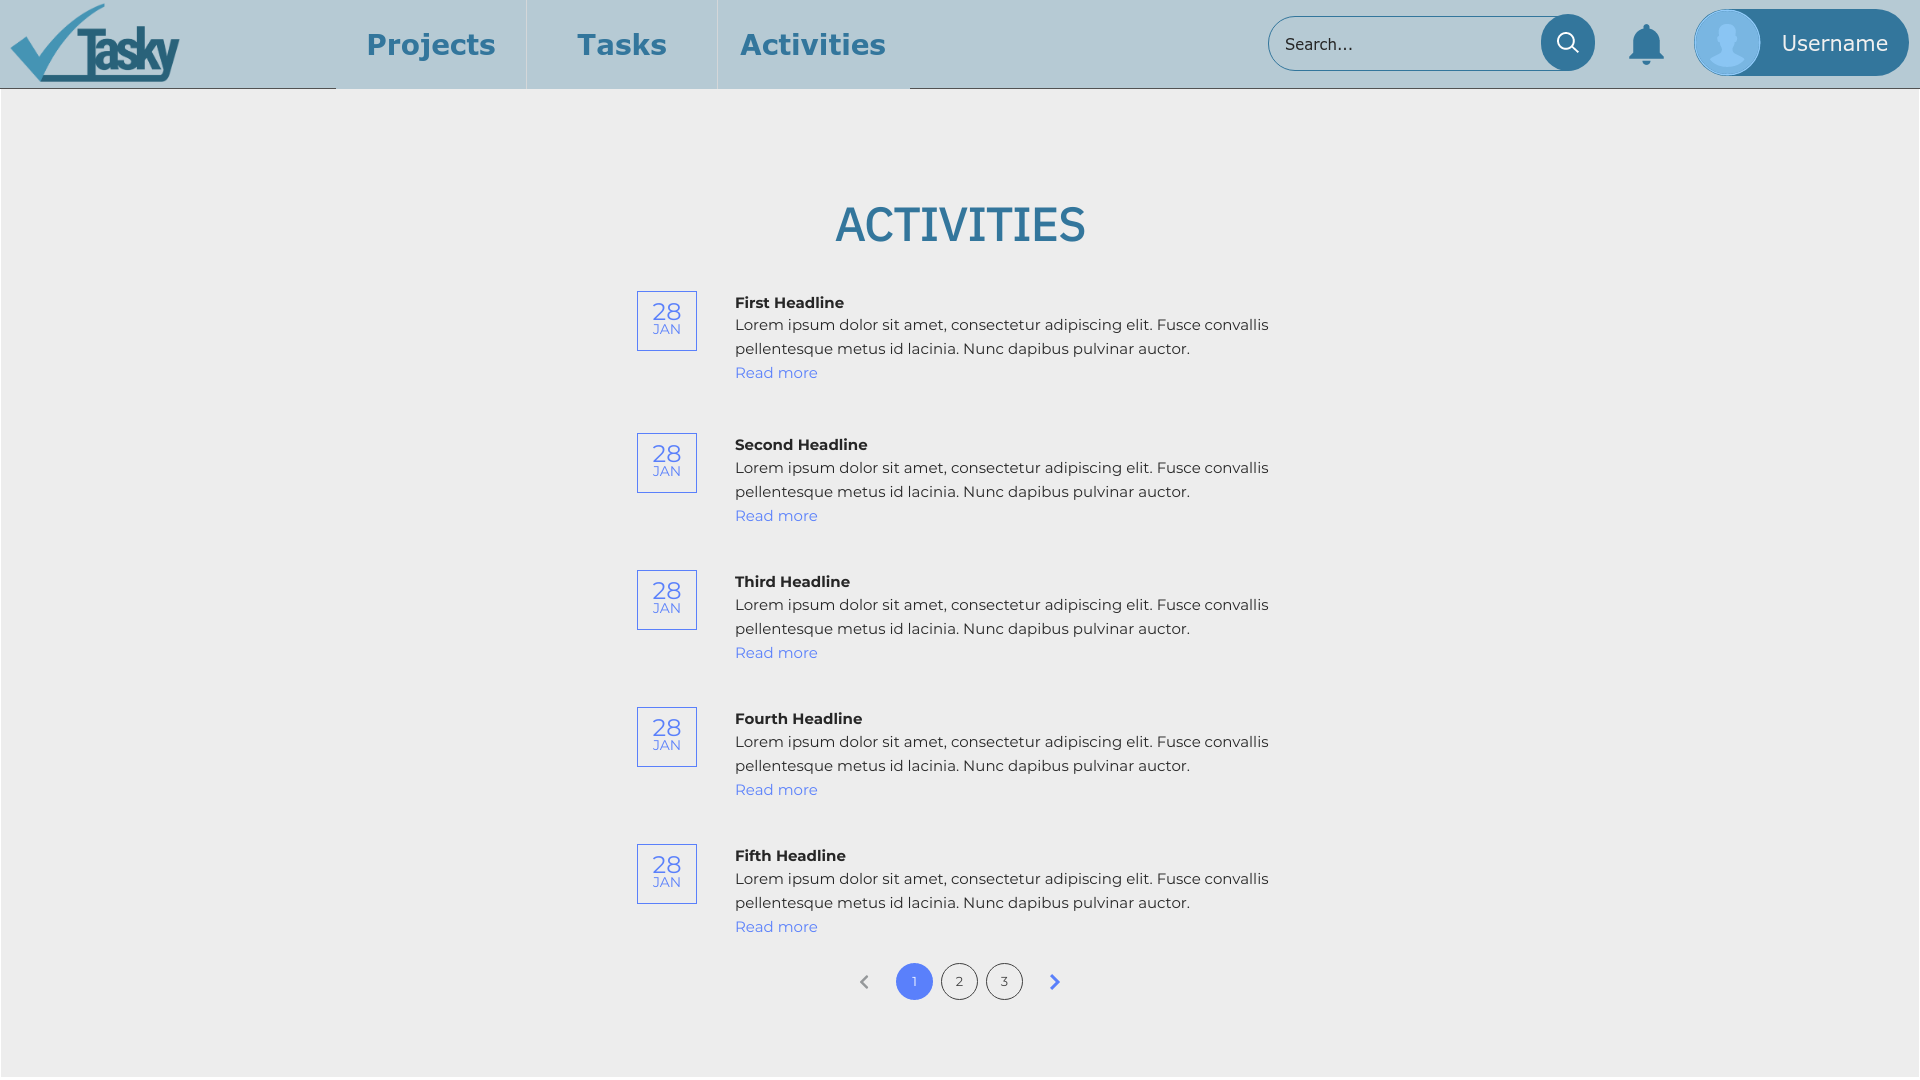 Tasky
Projects
Tasks
Activities
Search...
Username
ACTIVITIES
28
JAN
First Headline
Lorem ipsum dolor sit amet, consectetur adipiscing elit. Fusce convallis
pellentesque metus id lacinia. Nunc dapibus pulvinar auctor.
Read more
28
JAN
Second Headline
Lorem ipsum dolor sit amet, consectetur adipiscing elit. Fusce convallis
pellentesque metus id lacinia. Nunc dapibus pulvinar auctor.
Read more
28
JAN
Third Headline
Lorem ipsum dolor sit amet, consectetur adipiscing elit. Fusce convallis
pellentesque metus id lacinia. Nunc dapibus pulvinar auctor.
Read more
28
JAN
Fourth Headline
Lorem ipsum dolor sit amet, consectetur adipiscing elit. Fusce convallis
pellentesque metus id lacinia. Nunc dapibus pulvinar auctor.
Read more
28
JAN
Fifth Headline
Lorem ipsum dolor sit amet, consectetur adipiscing elit. Fusce convallis
pellentesque metus id lacinia. Nunc dapibus pulvinar auctor.
Read more
1
2
3